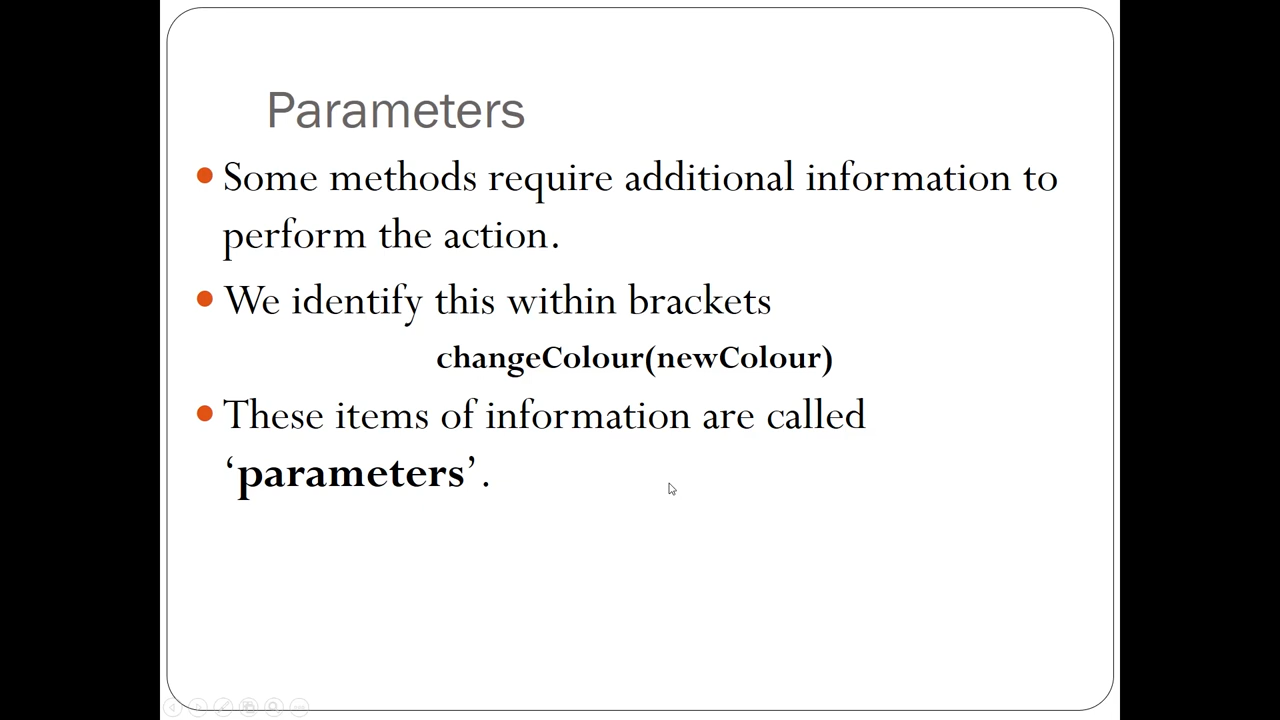 Parameters
Some methods require additional information to
perform the action.
We identify this within brackets
changeColour(newColour)
These items of information are called
‘parameters’.